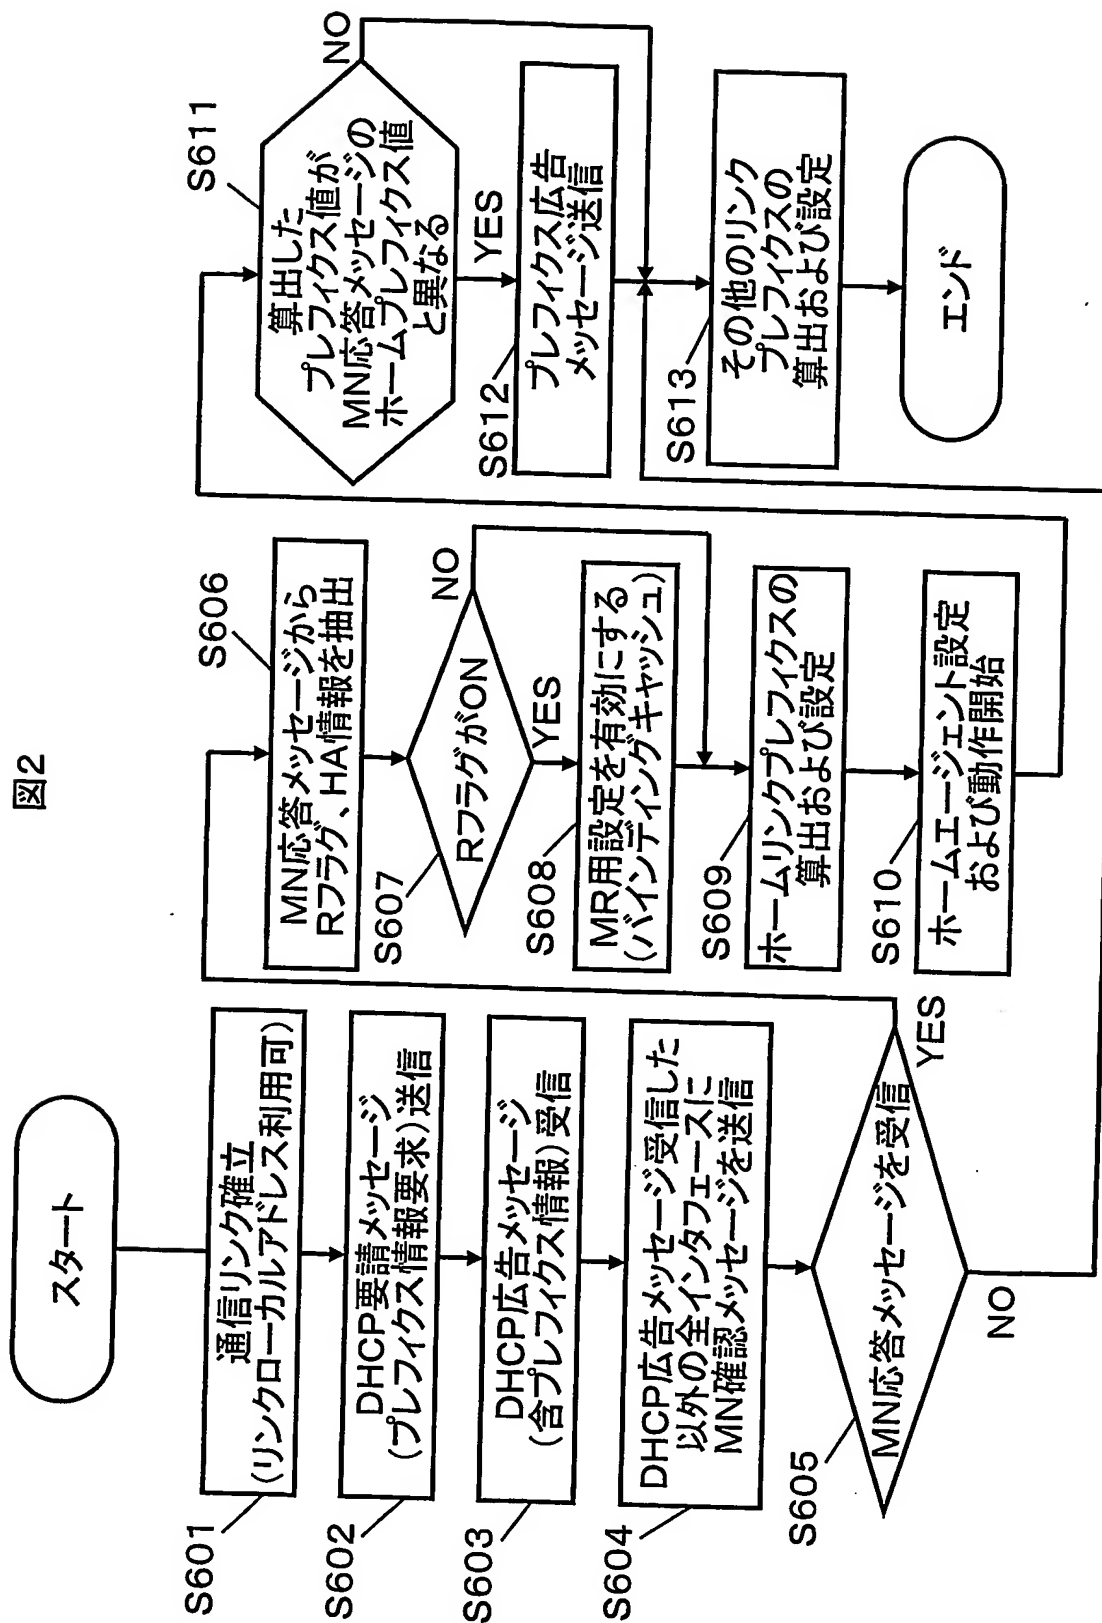 図2
スタート
S601
通信リンク確立
(リンクローカルアドレス利用可)
S602
DHCP要請メッセージ
(プレフィクス情報要求)送信
S603
DHCP広告メッセージ
(含プレフィクス情報)受信
S604
DHCP広告メッセージ受信した
以外の全インタフェースに
MN確認メッセージを送信
S605
MN応答メッセージを受信
YES
NO
S606
MN応答メッセージから
Rフラグ、HA情報を抽出
S607
RフラグがON
NO
YES
S608
MR用設定を有効にする
(バインディングキャッシュ)
S609
ホームリンクプレフィクスの
算出および設定
S610
ホームエージェント設定
および動作開始
S611
算出した
プレフィクス値が
MN応答メッセージの
ホームプレフィクス値
と異なる
NO
YES
S612
プレフィクス広告
メッセージ送信
S613
その他のリンク
プレフィクスの
算出および設定
エンド